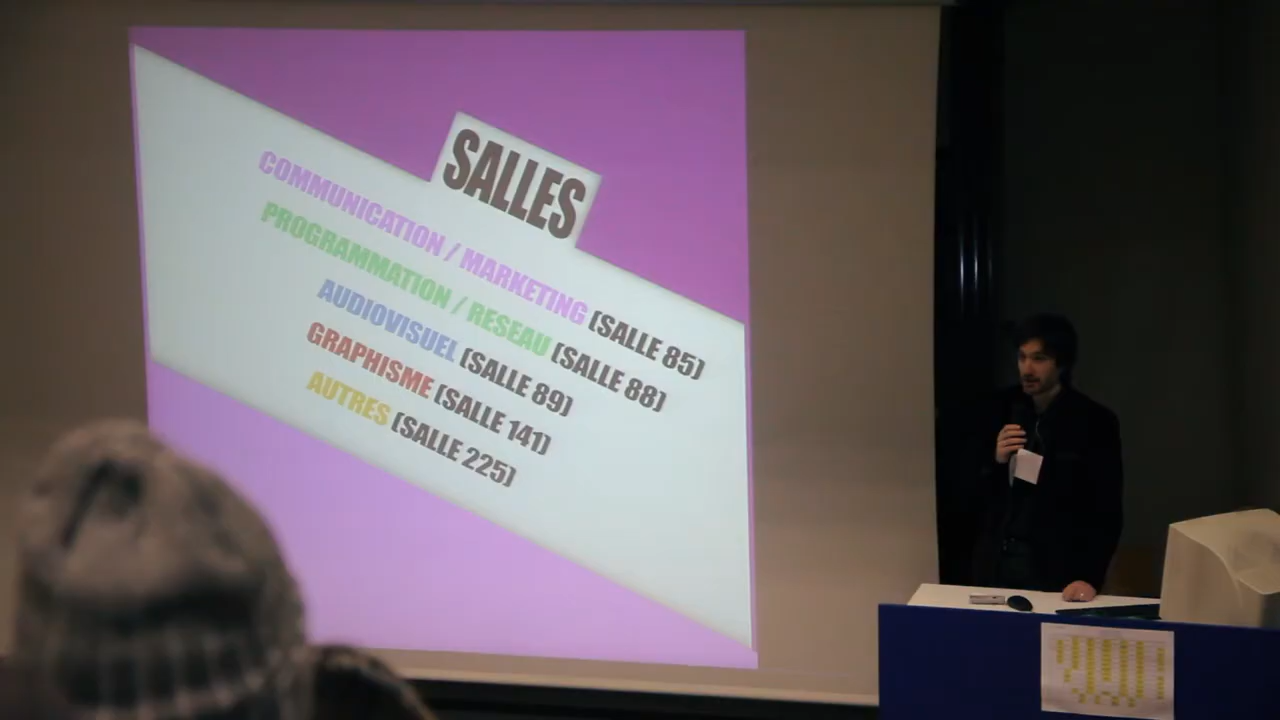 SALLES
COMMUNICATION / MARKETING (SALLE 85)
PROGRAMMATION / RESEAU (SALLE 88)
AUDIOVISUEL (SALLE 89)
GRAPHISME (SALLE 141)
AUTRES (SALLE 225)